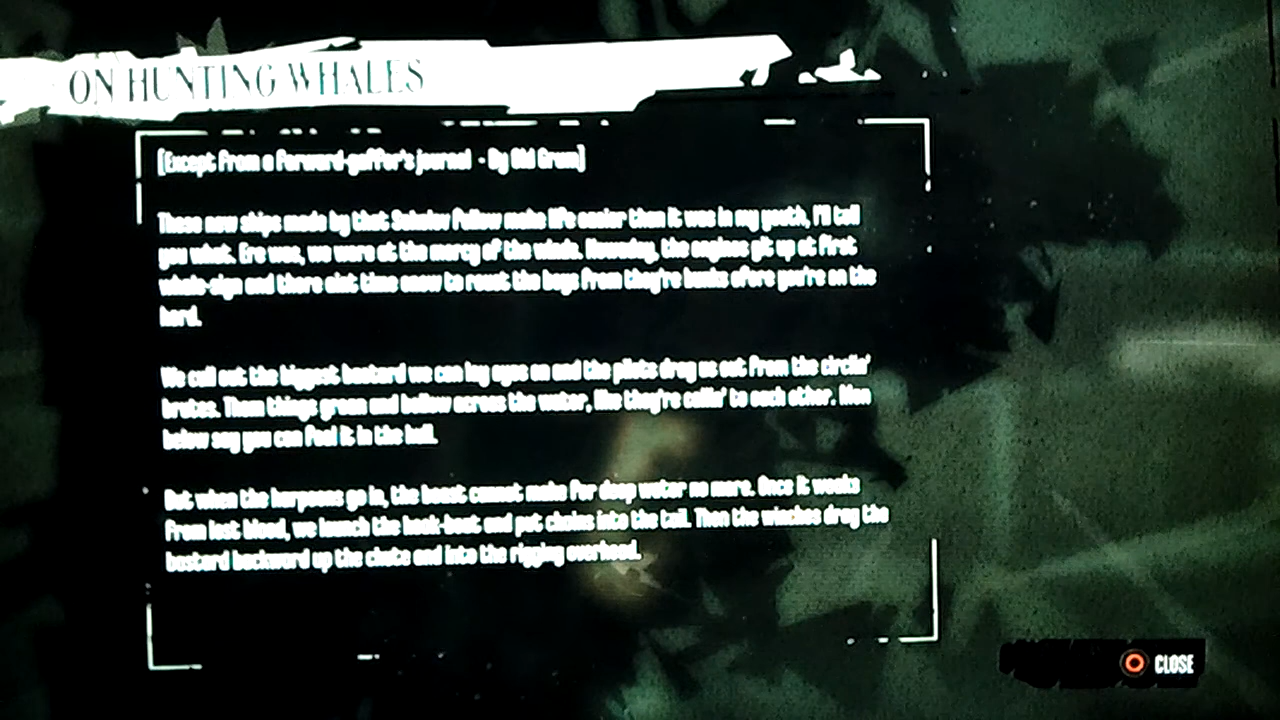 ON HUNTING WHALES
[Except from a forward-gaffer's journal - By Old Grum]
These new ships made by that Sokolov fellow make life easier than it was in my youth, I'll tell
you what. Ere was, we were at the mercy of the winds. Nowaday, the engines git up at first
whale-sign and there aint time enow to roust the boys from they're bunks afore you're on the
herd.
We cull out the biggest bastard we can lay eyes on and the pilots drag us out from the circlin'
brutes. Them things groan and bellow across the water, like they're callin' to each other. Men
below say you can feel it in the hull.
But when the harpoons go in, the beast cannot make for deep water no more. Once it weaks
from lost blood, we launch the hook-boat and put chains into the tail. Then the winches drag the
bastard backward up the chute and into the rigging overhead.
CLOSE